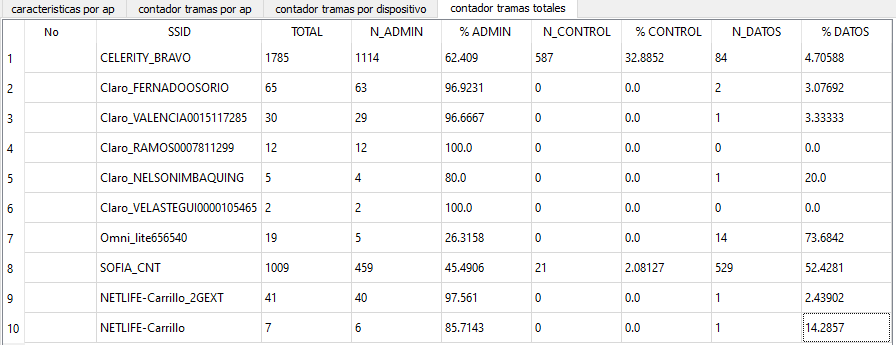 caracteristicas por ap contador tramas por ap contador tramas por dispositivo contador tramas totales
No SSID TOTAL N_ADMIN % ADMIN N_CONTROL % CONTROL N_DATOS % DATOS
1 CELERITY_BRAVO 1785 1114 62.409 587 32.8852 84 4.70588
2 Claro_FERNADOOSORIO 65 63 96.9231 0 0.0 2 3.07692
3 Claro_VALENCIA0015117285 30 29 96.6667 0 0.0 1 3.33333
4 Claro_RAMOS0007811299 12 12 100.0 0 0.0 0 0.0
5 Claro_NELSONIMBAQUING 5 4 80.0 0 0.0 1 20.0
6 Claro_VELASTEGUI0000105465 2 2 100.0 0 0.0 0 0.0
7 Omni_lite656540 19 5 26.3158 0 0.0 14 73.6842
8 SOFIA_CNT 1009 459 45.4906 21 2.08127 529 52.4281
9 NETLIFE-Carrillo_2GEXT 41 40 97.561 0 0.0 1 2.43902
10 NETLIFE-Carrillo 7 6 85.7143 0 0.0 1 14.2857